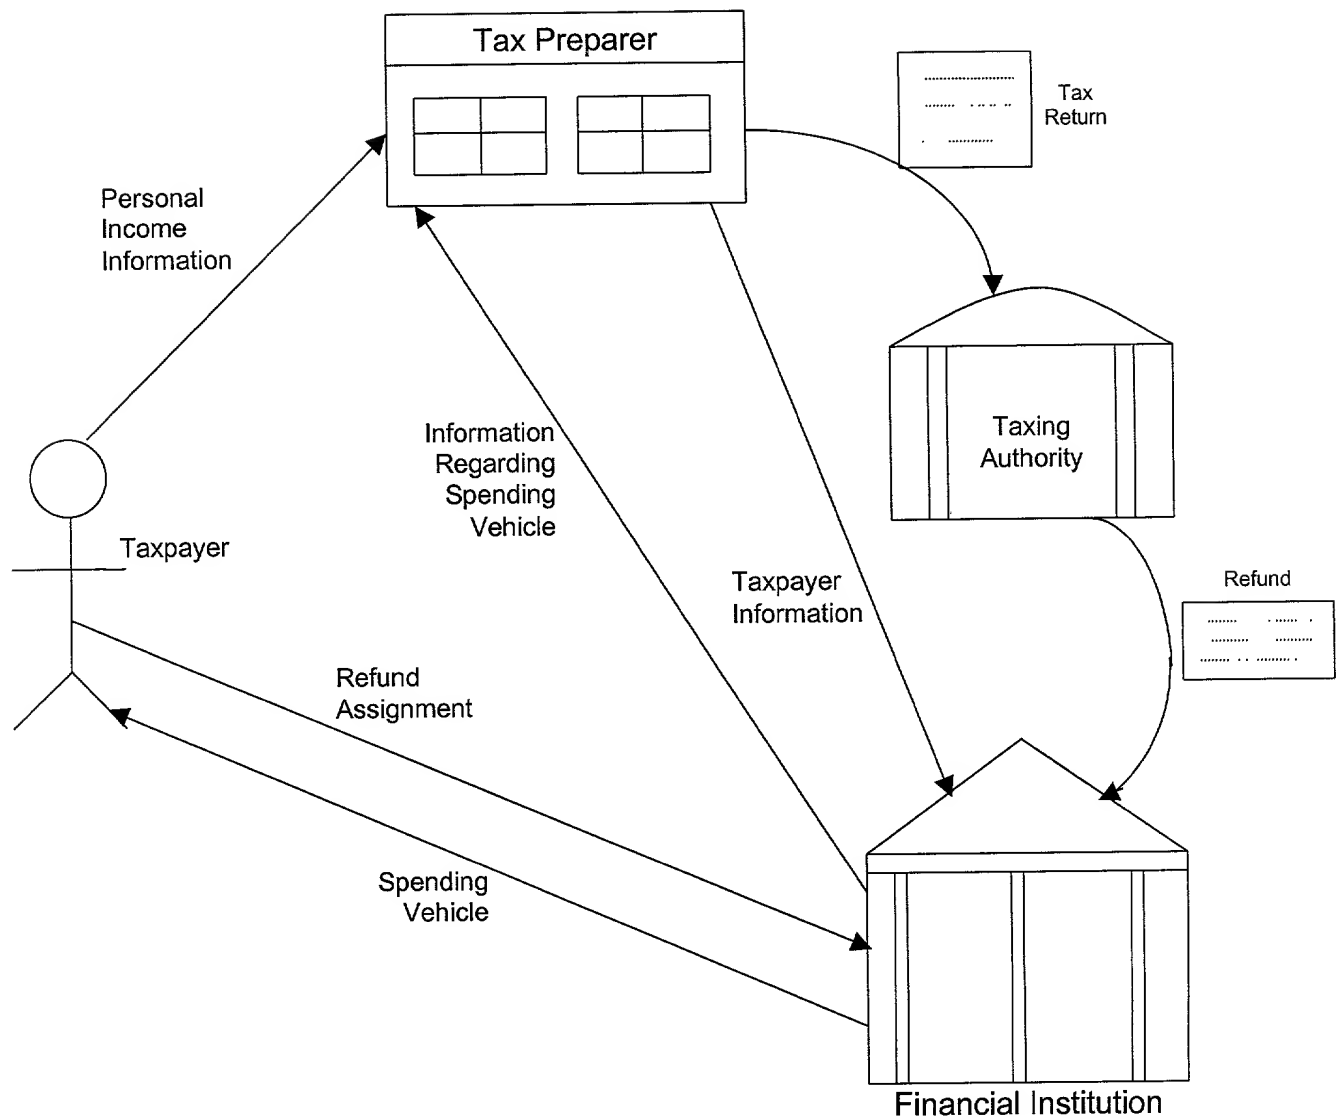 Tax Preparer
Tax
Return
Personal
Income
Information
Information
Regarding
Spending
Vehicle
Taxing
Authority
Taxpayer
Taxpayer
Information
Refund
Refund
Assignment
Spending
Vehicle
Financial Institution